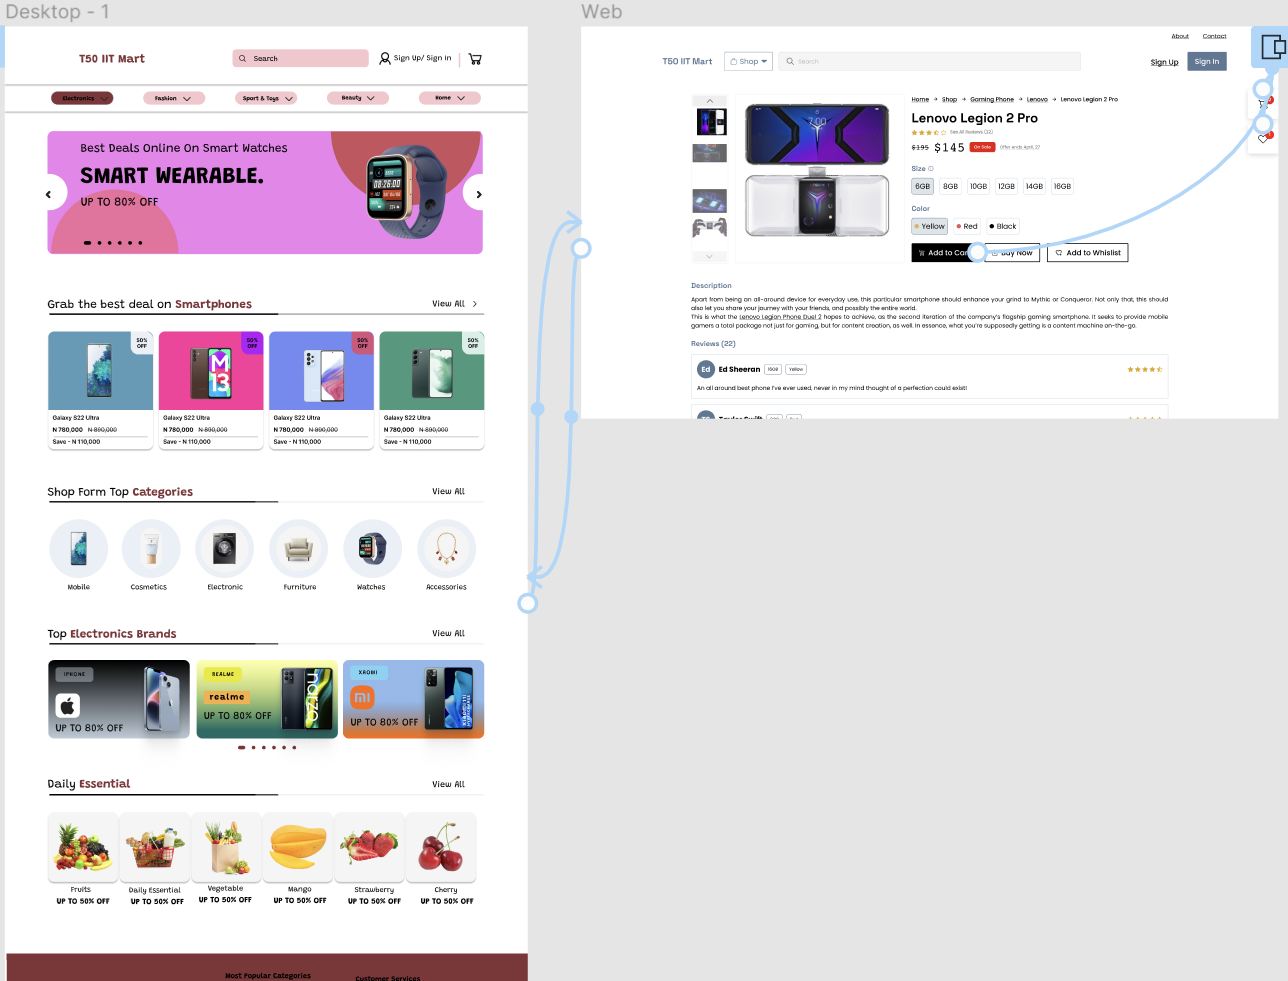 Desktop - 1
T50 IIT Mart
Search
Sign Up/ Sign in
Electronics
Fashion
Sport & Toys
Beauty
Home
Best Deals Online On Smart Watches
SMART WEARABLE.
UP TO 80% OFF
Grab the best deal on Smartphones
View All
50% OFF
50% OFF
50% OFF
50% OFF
M
13
Galaxy S22 Ultra
N 780,000 N 890,000
Save - N 110,000
Galaxy S22 Ultra
N 780,000 N 890,000
Save - N 110,000
Galaxy S22 Ultra
N 780,000 N 890,000
Save - N 110,000
Galaxy S22 Ultra
N 780,000 N 890,000
Save - N 110,000
Shop Form Top Categories
View All
Mobile
Cosmetics
Electronic
Furniture
Watches
Accessories
Top Electronics Brands
View All
IPHONE
UP TO 80% OFF
REALME
realme
UP TO 80% OFF
narzo
XAOMI
mi
UP TO 80% OFF
Daily Essential
View All
Fruits
UP TO 50% OFF
Daily Essential
UP TO 50% OFF
Vegetable
UP TO 50% OFF
Mango
UP TO 50% OFF
Strawberry
UP TO 50% OFF
Cherry
UP TO 50% OFF
Most Popular Categories
Customer Services
Web
About
Contact
T50 IIT Mart
Shop
Search
Sign Up
Sign In
Home → Shop → Gaming Phone → Lenovo → Lenovo Legion 2 Pro
Lenovo Legion 2 Pro
See All Reviews (22)
$195 $145 On Sale Offer ends April, 27
Size
6GB
8GB
10GB
12GB
14GB
16GB
Color
Yellow
Red
Black
Add to Car
Buy Now
Add to Whislist
7:00
Description
Apart from being an all-around device for everyday use, this particular smartphone should enhance your grind to Mythic or Conqueror. Not only that, this should
also let you share your journey with your friends, and possibly the entire world.
This is what the Lenovo Legion Phone Duel 2 hopes to achieve, as the second iteration of the company's flagship gaming smartphone. It seeks to provide mobile
gamers a total package not just for gaming, but for content creation, as well. In essence, what you're supposedly getting is a content machine on-the-go.
Reviews (22)
Ed
Ed Sheeran
16GB
Yellow
An all around best phone I've ever used, never in my mind thought of a perfection could exist!